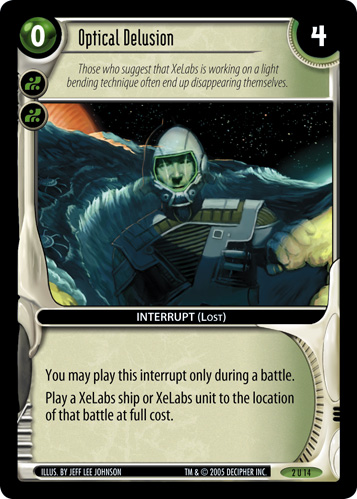 0 Optical Delusion 4
Those who suggest that XeLabs is working on a light
bending technique often end up disappearing themselves.
INTERRUPT (LOST)
You may play this interrupt only during a battle.
Play a XeLabs ship or XeLabs unit to the location
of that battle at full cost.
ILLUS. BY JEFF LEE JOHNSON TM & © 2005 DECIPHER INC. 2 U 14